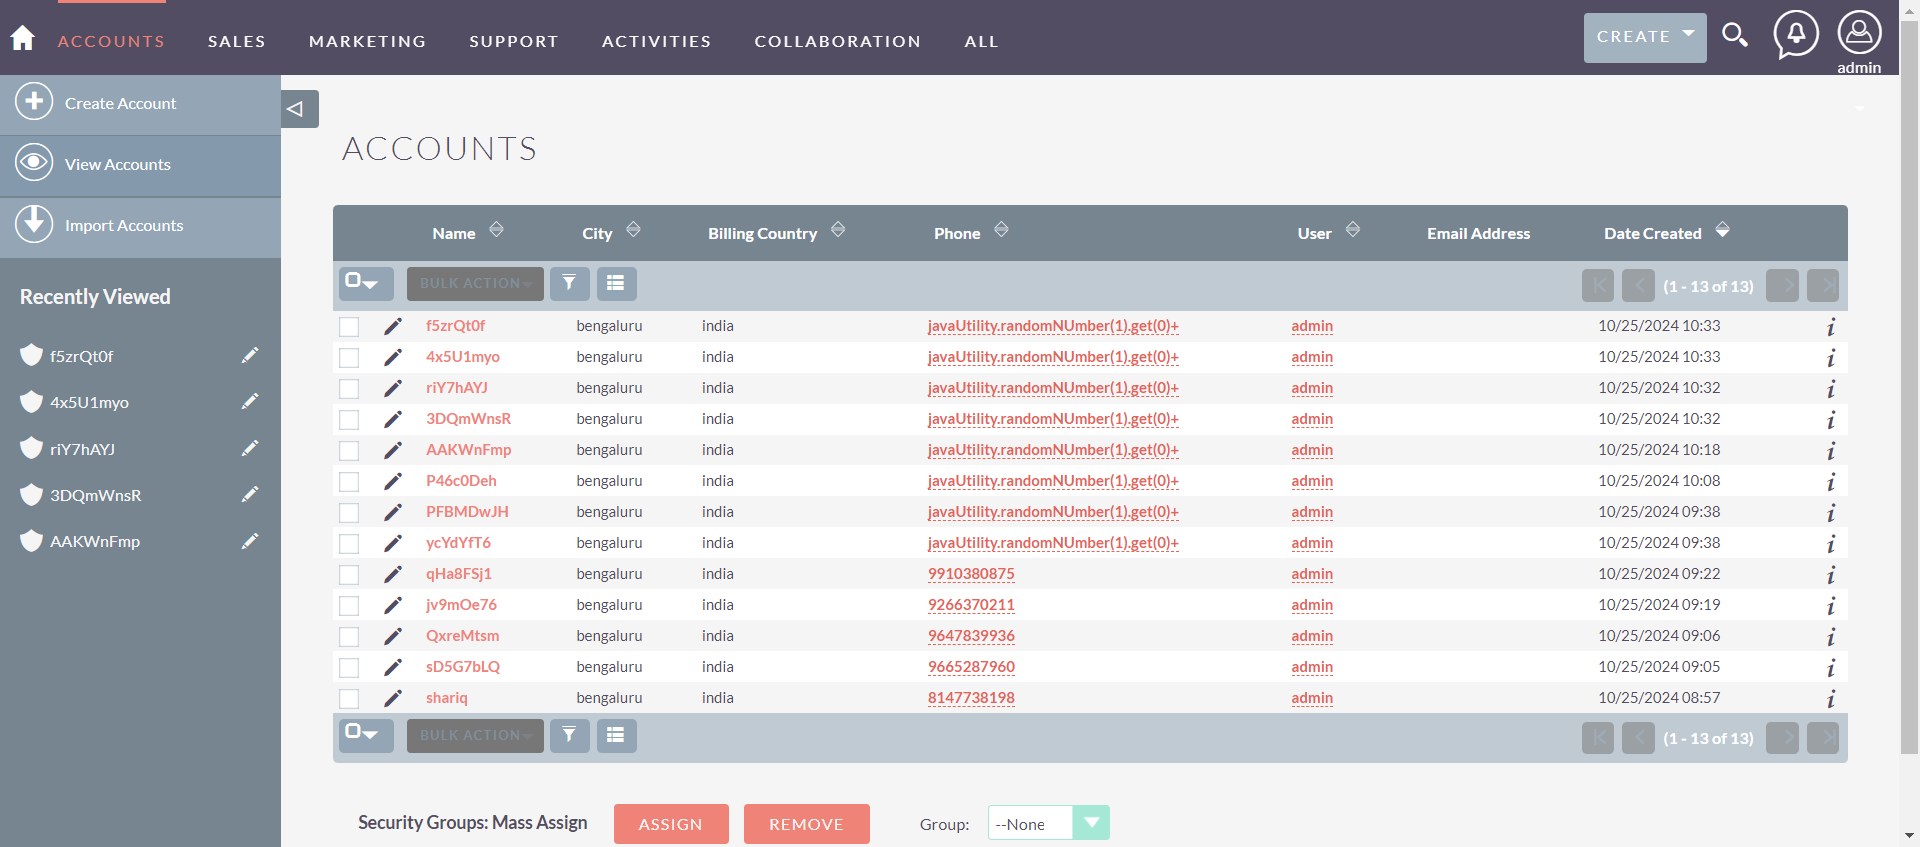 ACCOUNTS SALES MARKETING SUPPORT ACTIVITIES COLLABORATION ALL CREATE admin
Create Account
View Accounts
Import Accounts
Recently Viewed
f5zrQt0f
4x5U1myo
riY7hAYJ
3DQmWnsR
AAKWnFmp
ACCOUNTS
Name City Billing Country Phone User Email Address Date Created
BULK ACTION (1 - 13 of 13)
f5zrQt0f bengaluru india javaUtility.randomNUmber(1).get(0)+ admin 10/25/2024 10:33
4x5U1myo bengaluru india javaUtility.randomNUmber(1).get(0)+ admin 10/25/2024 10:33
riY7hAYJ bengaluru india javaUtility.randomNUmber(1).get(0)+ admin 10/25/2024 10:32
3DQmWnsR bengaluru india javaUtility.randomNUmber(1).get(0)+ admin 10/25/2024 10:32
AAKWnFmp bengaluru india javaUtility.randomNUmber(1).get(0)+ admin 10/25/2024 10:18
P46c0Deh bengaluru india javaUtility.randomNUmber(1).get(0)+ admin 10/25/2024 10:08
PFBMDwJH bengaluru india javaUtility.randomNUmber(1).get(0)+ admin 10/25/2024 09:38
ycYdYfT6 bengaluru india javaUtility.randomNUmber(1).get(0)+ admin 10/25/2024 09:38
qHa8FSj1 bengaluru india 9910380875 admin 10/25/2024 09:22
jv9mOe76 bengaluru india 9266370211 admin 10/25/2024 09:19
QxreMtsm bengaluru india 9647839936 admin 10/25/2024 09:06
sD5G7bLQ bengaluru india 9665287960 admin 10/25/2024 09:05
shariq bengaluru india 8147738198 admin 10/25/2024 08:57
BULK ACTION (1 - 13 of 13)
Security Groups: Mass Assign ASSIGN REMOVE Group: --None